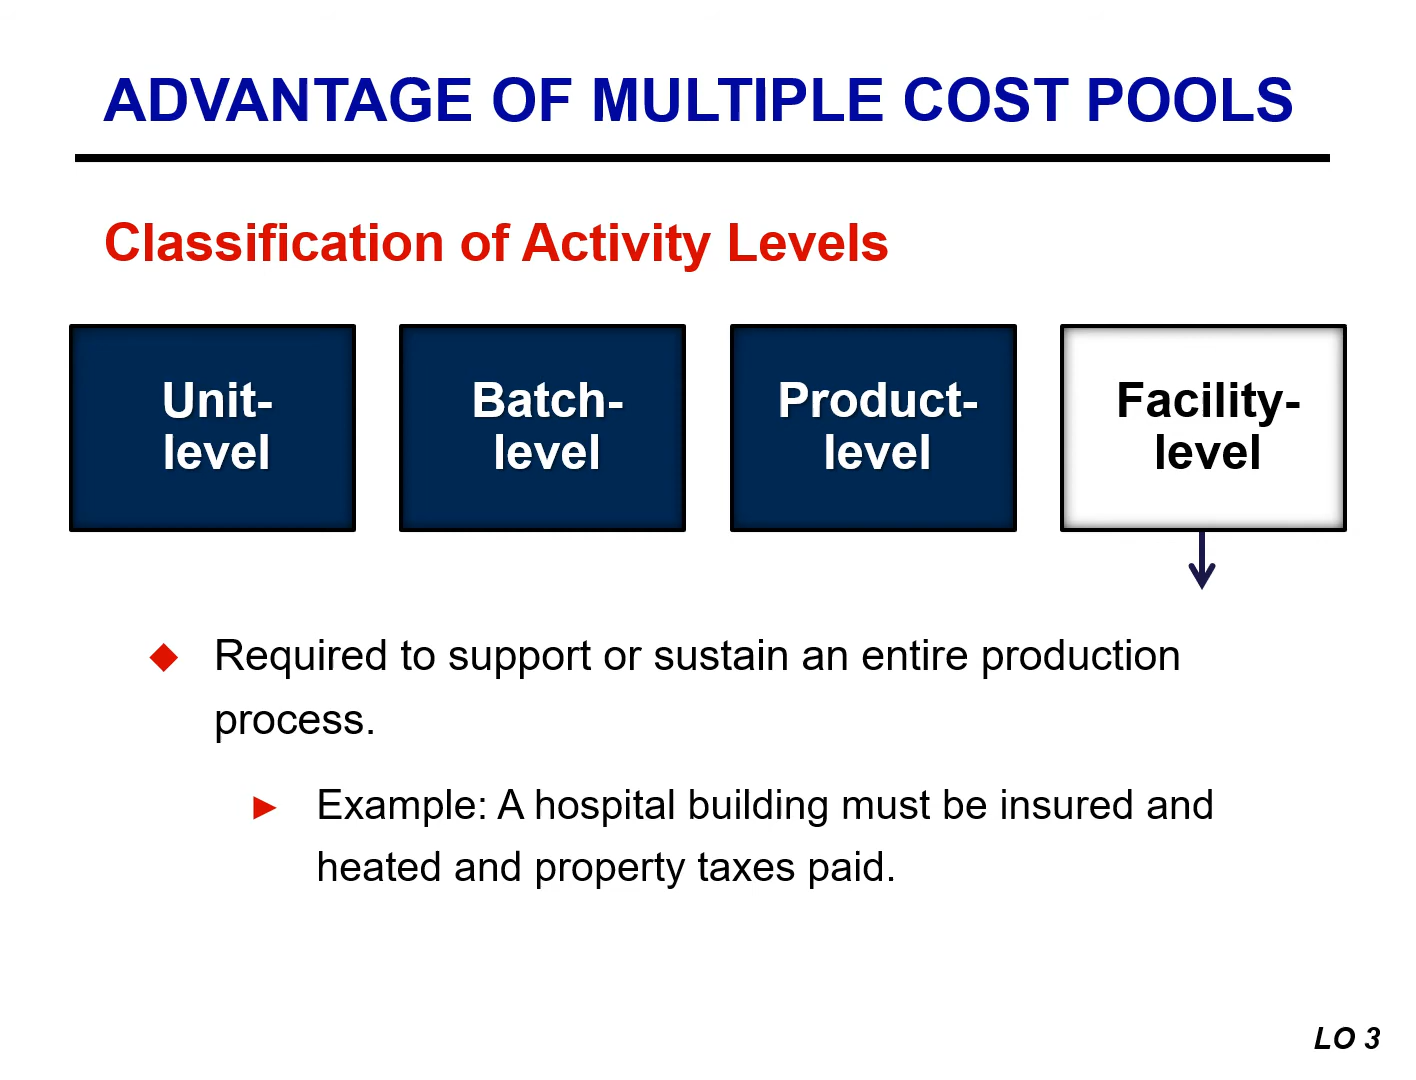 ADVANTAGE OF MULTIPLE COST POOLS
Classification of Activity Levels
Unit-
level
Batch-
level
Product-
level
Facility-
level
Required to support or sustain an entire production
process.
Example: A hospital building must be insured and
heated and property taxes paid.
LO 3